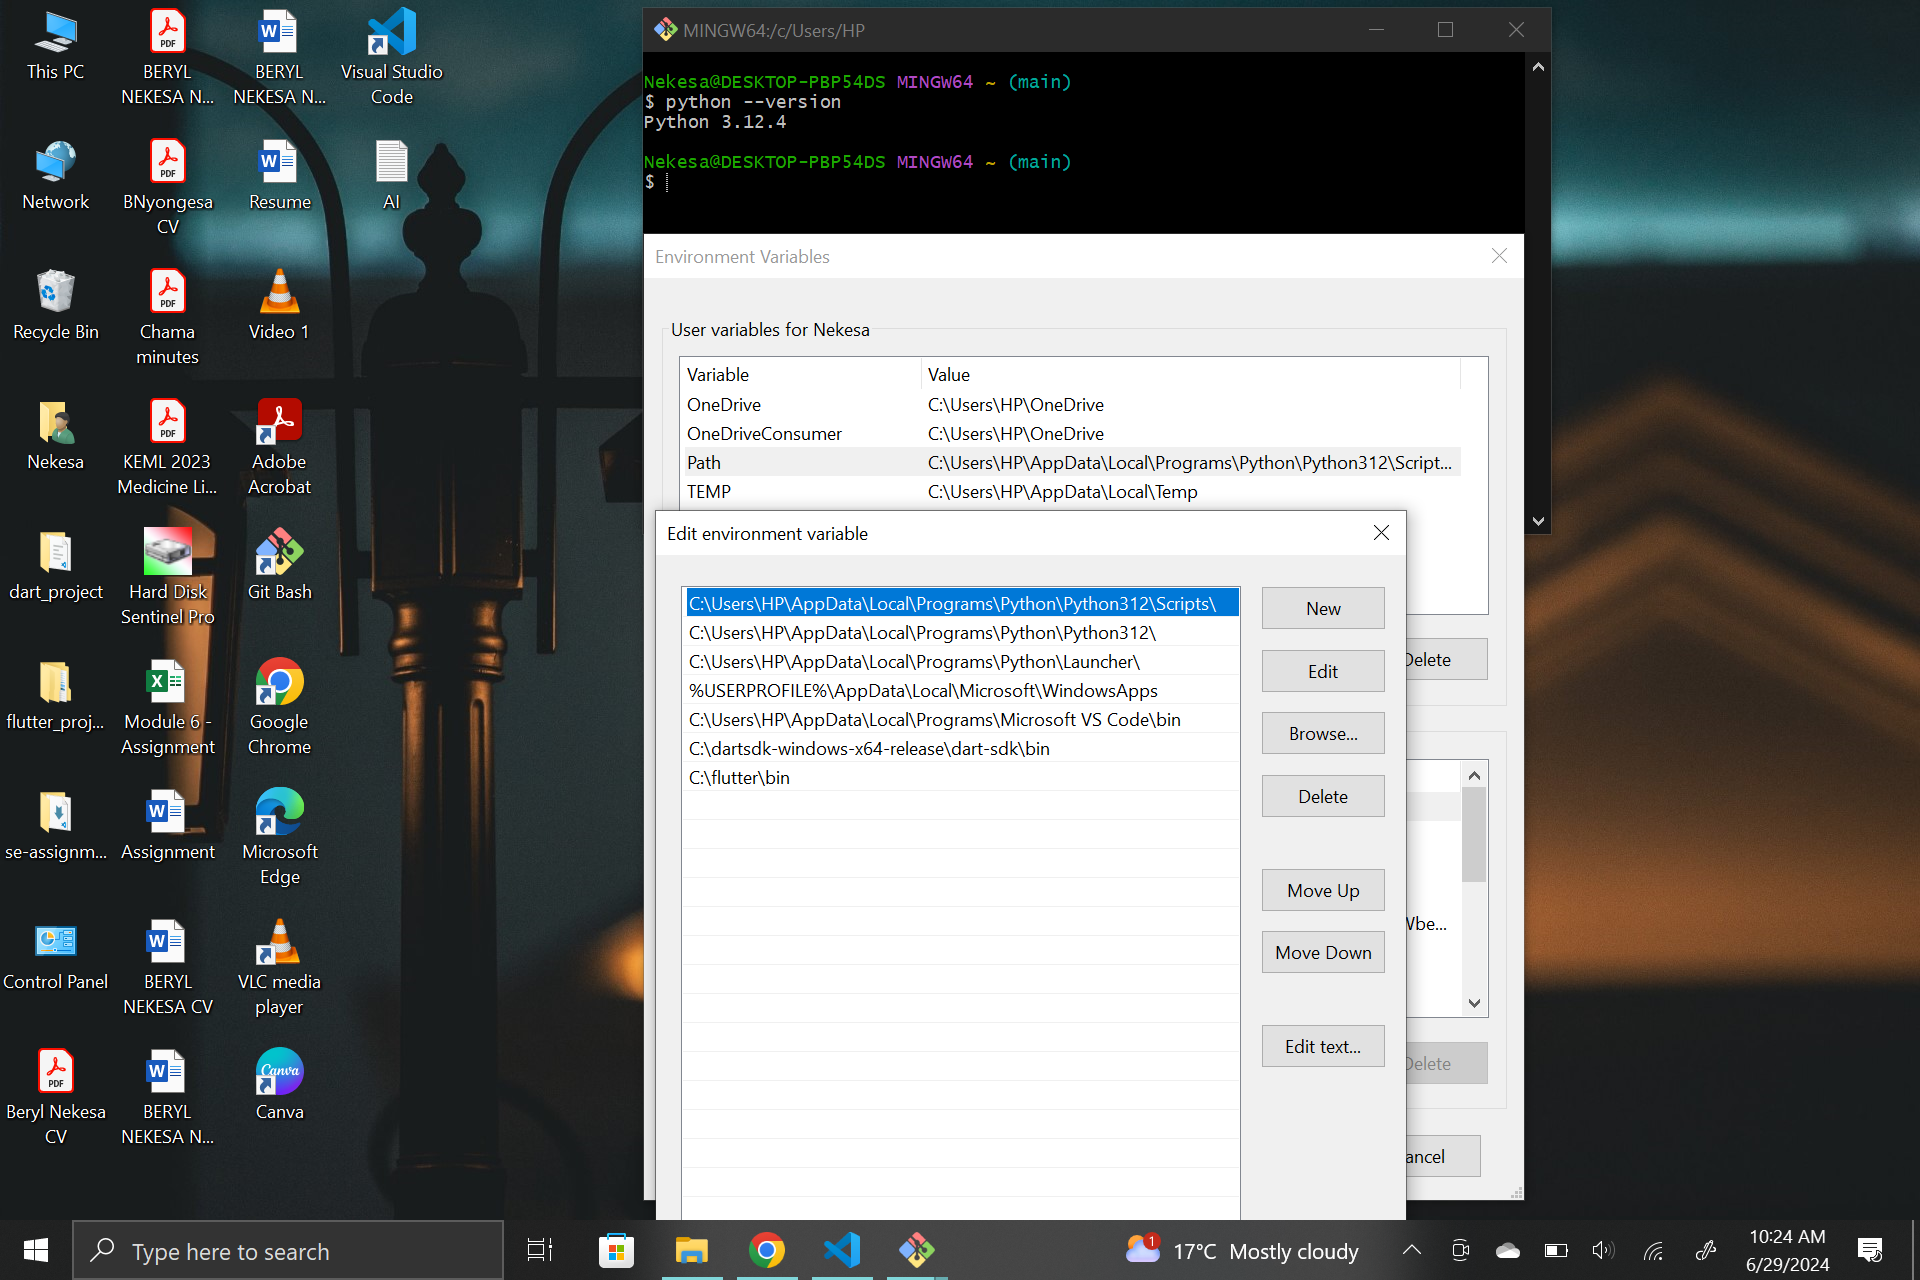 This PC
BERYL
NEKESA N...
BERYL
NEKESA N...
Visual Studio
Code
Network
BNyongesa
CV
Resume
AI
Recycle Bin
Chama
minutes
Video 1
Nekesa
KEML 2023
Medicine Li...
Adobe
Acrobat
dart_project
Hard Disk
Sentinel Pro
Git Bash
flutter_proj...
Module 6 -
Assignment
Google
Chrome
se-assignm...
Assignment
Microsoft
Edge
Control Panel
BERYL
NEKESA CV
VLC media
player
Beryl Nekesa
CV
BERYL
NEKESA N...
Canva
MINGW64:/c/Users/HP
Nekesa@DESKTOP-PBP54DS MINGW64 ~ (main)
$ python --version
Python 3.12.4
Nekesa@DESKTOP-PBP54DS MINGW64 ~ (main)
$
Environment Variables
User variables for Nekesa
Variable Value
OneDrive C:\Users\HP\OneDrive
OneDriveConsumer C:\Users\HP\OneDrive
Path C:\Users\HP\AppData\Local\Programs\Python\Python312\Script...
TEMP C:\Users\HP\AppData\Local\Temp
Edit environment variable
C:\Users\HP\AppData\Local\Programs\Python\Python312\Scripts\
C:\Users\HP\AppData\Local\Programs\Python\Python312\
C:\Users\HP\AppData\Local\Programs\Python\Launcher\
%USERPROFILE%\AppData\Local\Microsoft\WindowsApps
C:\Users\HP\AppData\Local\Programs\Microsoft VS Code\bin
C:\dartsdk-windows-x64-release\dart-sdk\bin
C:\flutter\bin
New
Edit
Browse...
Delete
Move Up
Move Down
Edit text...
Delete
Wbe...
Delete
ancel
Type here to search
1
17°C Mostly cloudy
10:24 AM
6/29/2024